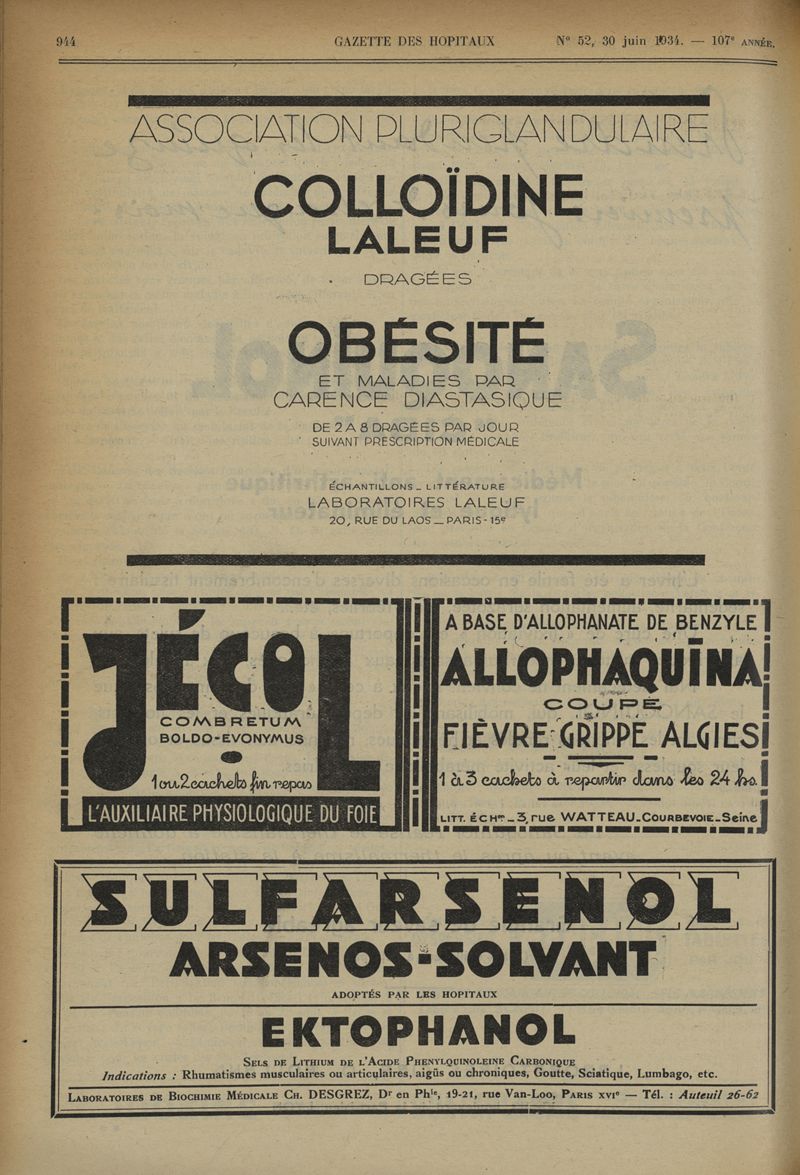 944 GAZETTE DES HOPITAUX N° 52, 30 juin 1934. — 107e ANNÉE.
ASSOCIATION PLURIGLANDULAIRE
COLLOÏDINE
LALEUF
DRAGÉES
OBÉSITÉ
ET MALADIES PAR
CARENCE DIASTASIQUE
DE 2 A 8 DRAGÉES PAR JOUR
SUIVANT PRESCRIPTION MÉDICALE
ÉCHANTILLONS _ LITTÉRATURE
LABORATOIRES LALEUF
20, RUE DU LAOS _ PARIS - 15e
JÉCOL
COMBRETUM
BOLDO-EVONYMUS
1 ou 2 cachets fin repas
L'AUXILIAIRE PHYSIOLOGIQUE DU FOIE
A BASE D'ALLOPHANATE DE BENZYLE
ALLOPHAQUINA
COUPE
FIÈVRE GRIPPE ALGIES
1 à 3 cachets à repartir dans les 24 hs.
LITT. ÉCHons _ 3, rue WATTEAU _ COURBEVOIE _ Seine
SULFARSENOL
ARSENOS-SOLVANT
ADOPTÉS PAR LES HOPITAUX
EKTOPHANOL
SELS DE LITHIUM DE L'ACIDE PHENYLQUINOLEINE CARBONIQUE
Indications : Rhumatismes musculaires ou articulaires, aigüs ou chroniques, Goutte, Sciatique, Lumbago, etc.
LABORATOIRES DE BIOCHIMIE MÉDICALE CH. DESGREZ, Dr en Phie, 19-21, rue Van-Loo, PARIS XVIe — Tél. : Auteuil 26-62